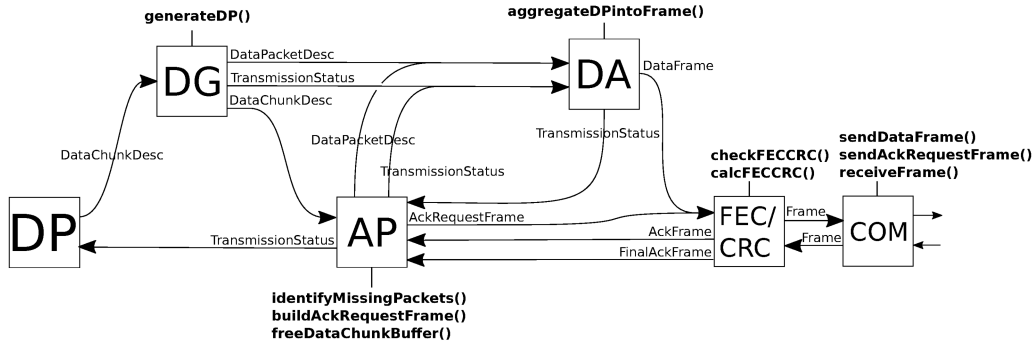 generateDP()
aggregateDPintoFrame()
DataPacketDesc
TransmissionStatus
DataChunkDesc
DG
DA
DataFrame
DataPacketDesc
TransmissionStatus
TransmissionStatus
DataChunkDesc
checkFECCRC()
calcFECCRC()
sendDataFrame()
sendAckRequestFrame()
receiveFrame()
DP
TransmissionStatus
AP
AckRequestFrame
AckFrame
FinalAckFrame
FEC/
CRC
Frame
Frame
COM
identifyMissingPackets()
buildAckRequestFrame()
freeDataChunkBuffer()